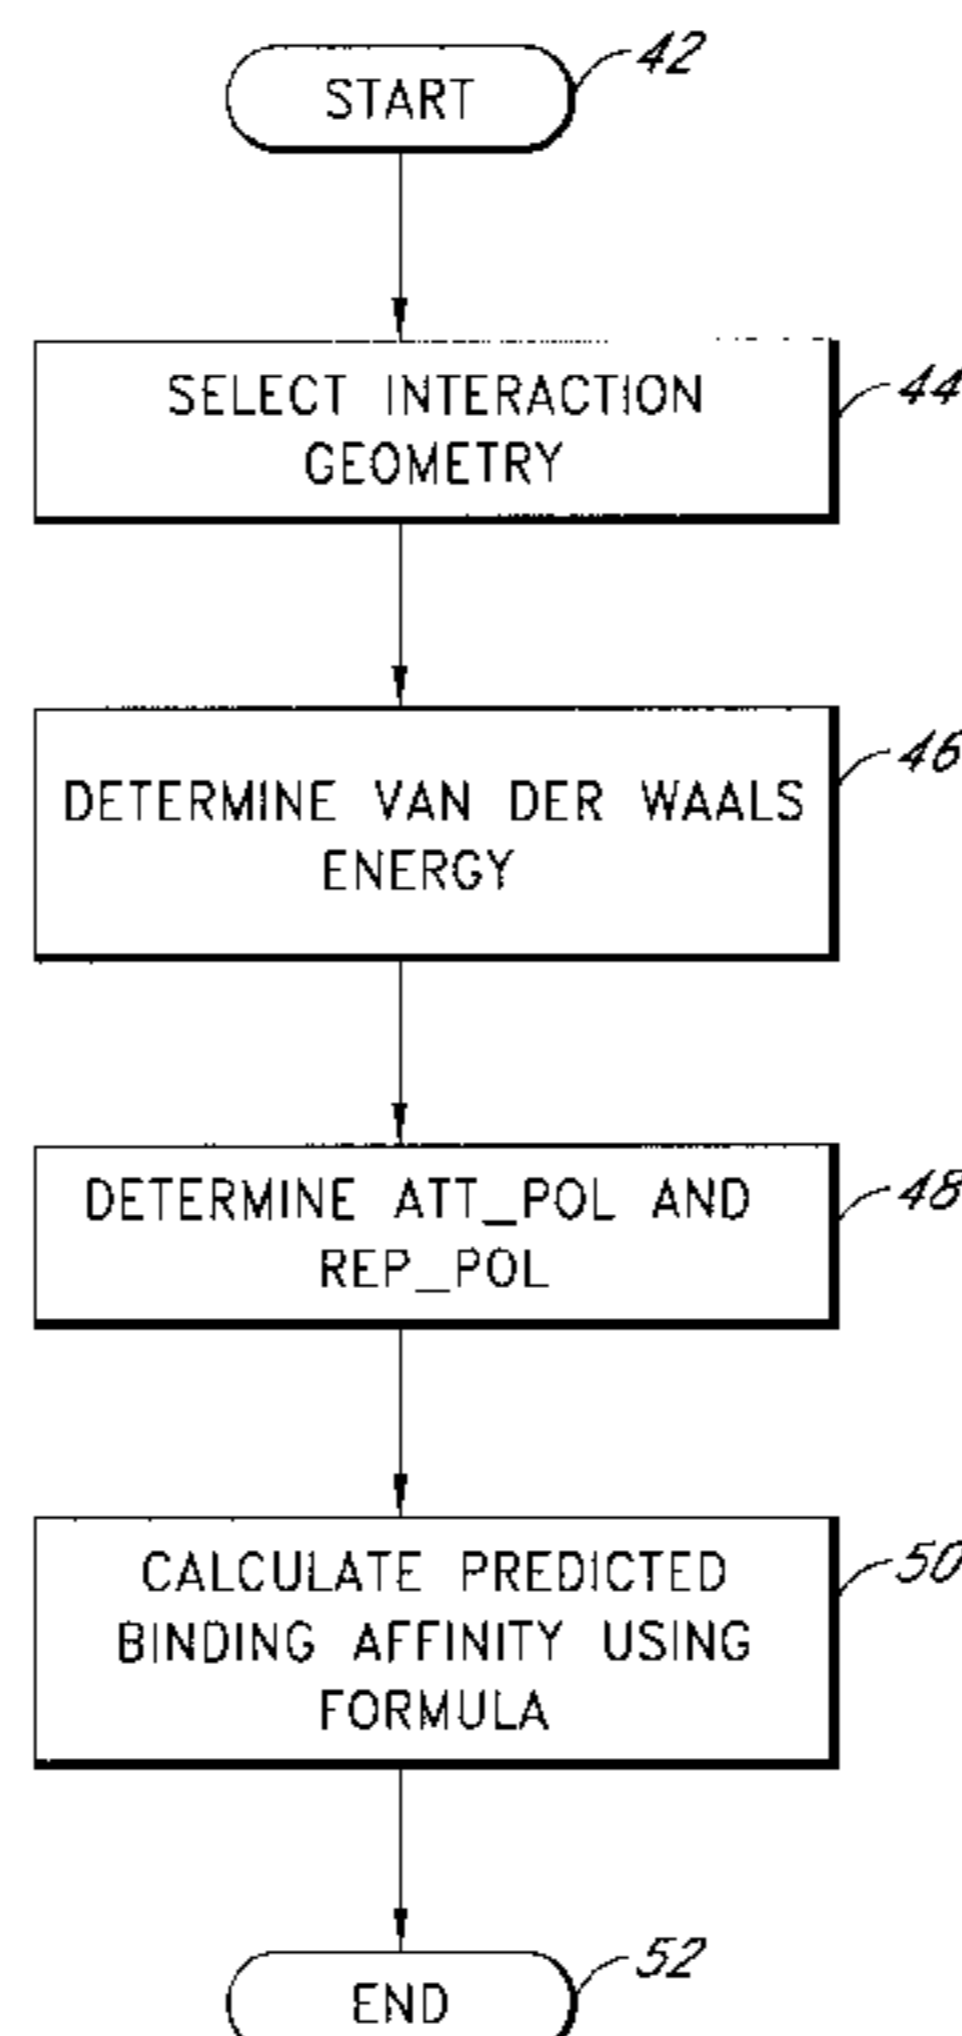 START
42
SELECT INTERACTION
GEOMETRY
44
DETERMINE VAN DER WAALS
ENERGY
46
DETERMINE ATT_POL AND
REP_POL
48
CALCULATE PREDICTED
BINDING AFFINITY USING
FORMULA
50
END
52